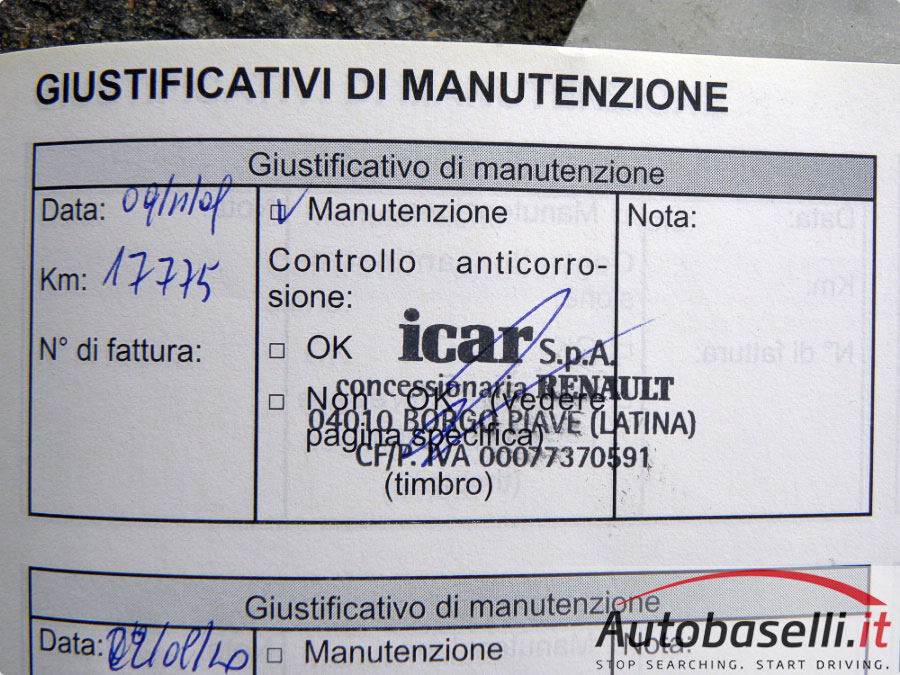 GIUSTIFICATIVI DI MANUTENZIONE
Giustificativo di manutenzione
Data: 09/11/09
Km: 17775
N° di fattura:
Manutenzione
Controllo anticorro-
sione:
OK
Non OK (vedere
pagina specifica)
(timbro)
icar S.p.A.
concessionaria RENAULT
04010 BORGO PIAVE (LATINA)
CF/P. IVA 00077370591
Nota:
Giustificativo di manutenzione
Data:
Manutenzione
Nota:
Autobaselli.it
STOP SEARCHING. START DRIVING.